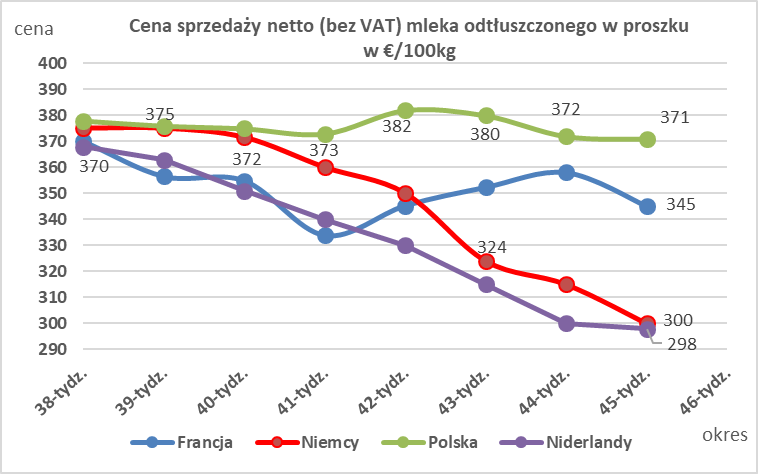 cena
Cena sprzedaży netto (bez VAT) mleka odtłuszczonego w proszku
w €/100kg
400
390
380
370
360
350
340
330
320
310
300
290
375
370
372
373
382
380
372
371
324
345
300
298
38-tydz.
39-tydz.
40-tydz.
41-tydz.
42-tydz.
43-tydz.
44-tydz.
45-tydz.
46-tydz.
okres
Francja
Niemcy
Polska
Niderlandy